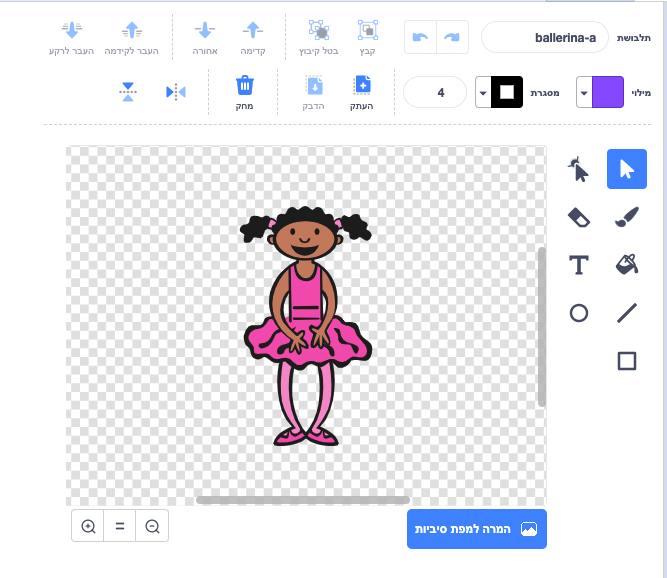 תלבושת
ballerina-a
קבץ
בטל קיבוץ
קדימה
אחורה
העבר לקידמה
העבר לרקע
מילוי
מסגרת
4
העתק
הדבק
מחק
T
המרה למפת סיביות